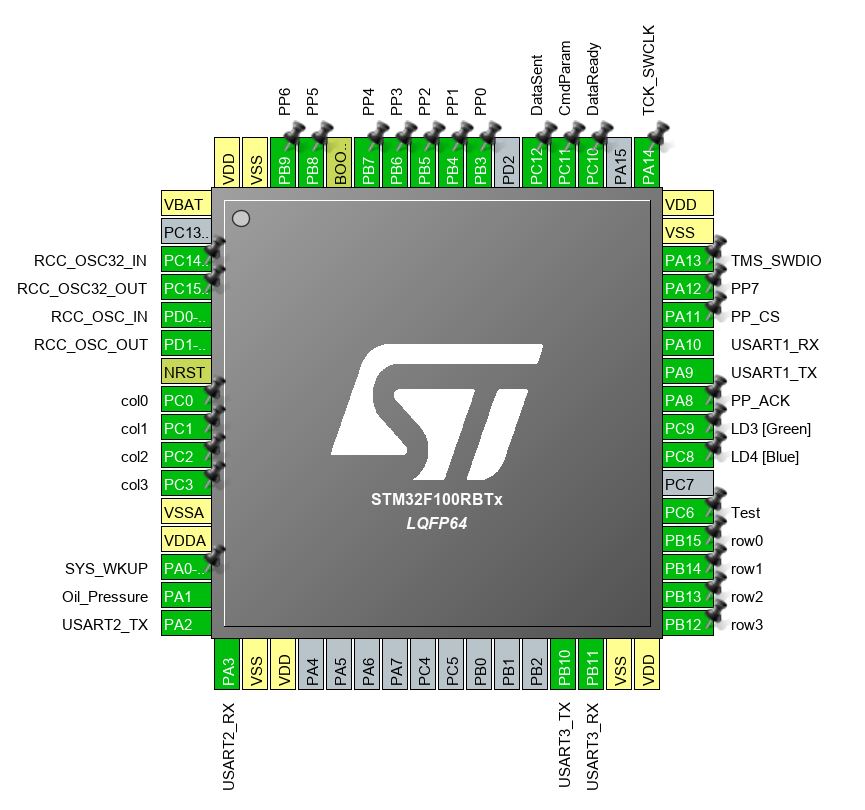 PP6
PP5
PP4
PP3
PP2
PP1
PP0
DataSent
CmdParam
DataReady
TCK_SWCLK
VDD
VSS
PB9
PB8
BOO..
PB7
PB6
PB5
PB4
PB3
PD2
PC12
PC11
PC10
PA15
PA14
VBAT
PC13..
RCC_OSC32_IN PC14..
RCC_OSC32_OUT PC15..
RCC_OSC_IN PD0-..
RCC_OSC_OUT PD1-..
NRST
col0 PC0
col1 PC1
col2 PC2
col3 PC3
VSSA
VDDA
SYS_WKUP PA0-..
Oil_Pressure PA1
USART2_TX PA2
ST
STM32F100RBTx
LQFP64
VDD
VSS
PA13 TMS_SWDIO
PA12 PP7
PA11 PP_CS
PA10 USART1_RX
PA9 USART1_TX
PA8 PP_ACK
PC9 LD3 [Green]
PC8 LD4 [Blue]
PC7
PC6 Test
PB15 row0
PB14 row1
PB13 row2
PB12 row3
PA3
VSS
VDD
PA4
PA5
PA6
PA7
PC4
PC5
PB0
PB1
PB2
PB10
PB11
VSS
VDD
USART2_RX
USART3_TX
USART3_RX